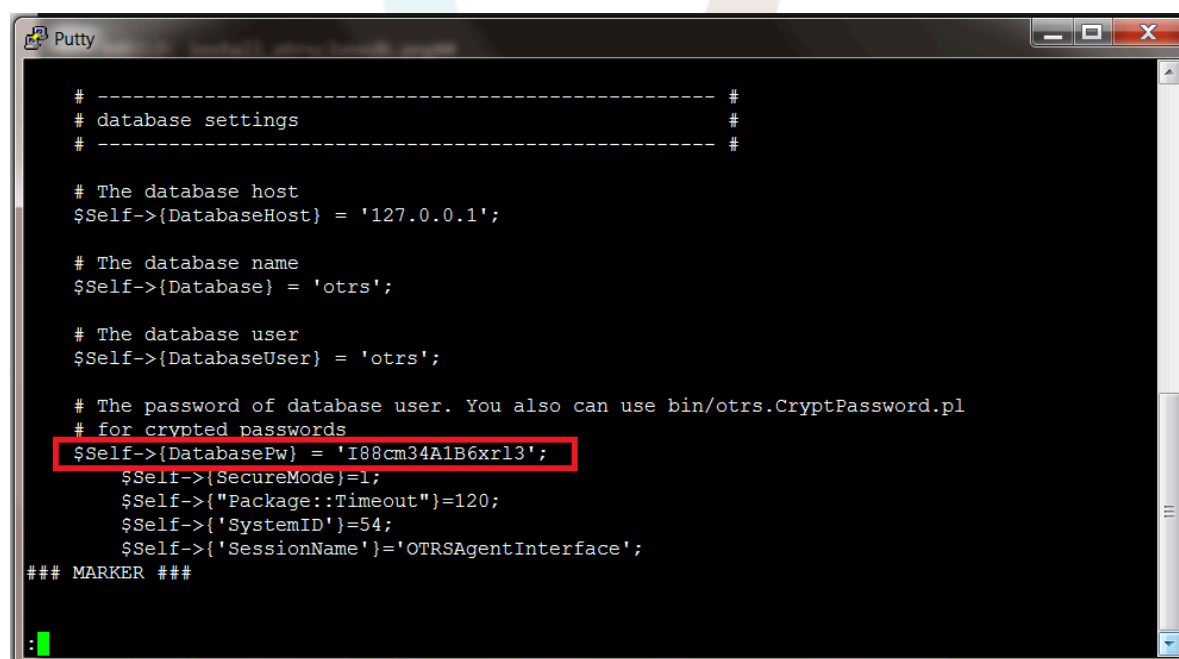 Putty
# ---------------------------------------------------- #
# database settings #
# ---------------------------------------------------- #
# The database host
$Self->{DatabaseHost} = '127.0.0.1';
# The database name
$Self->{Database} = 'otrs';
# The database user
$Self->{DatabaseUser} = 'otrs';
# The password of database user. You also can use bin/otrs.CryptPassword.pl
# for crypted passwords
$Self->{DatabasePw} = 'I88cm34A1B6xrl3';
$Self->{SecureMode}=1;
$Self->{"Package::Timeout"}=120;
$Self->{'SystemID'}=54;
$Self->{'SessionName'}='OTRSAgentInterface';
### MARKER ###
: